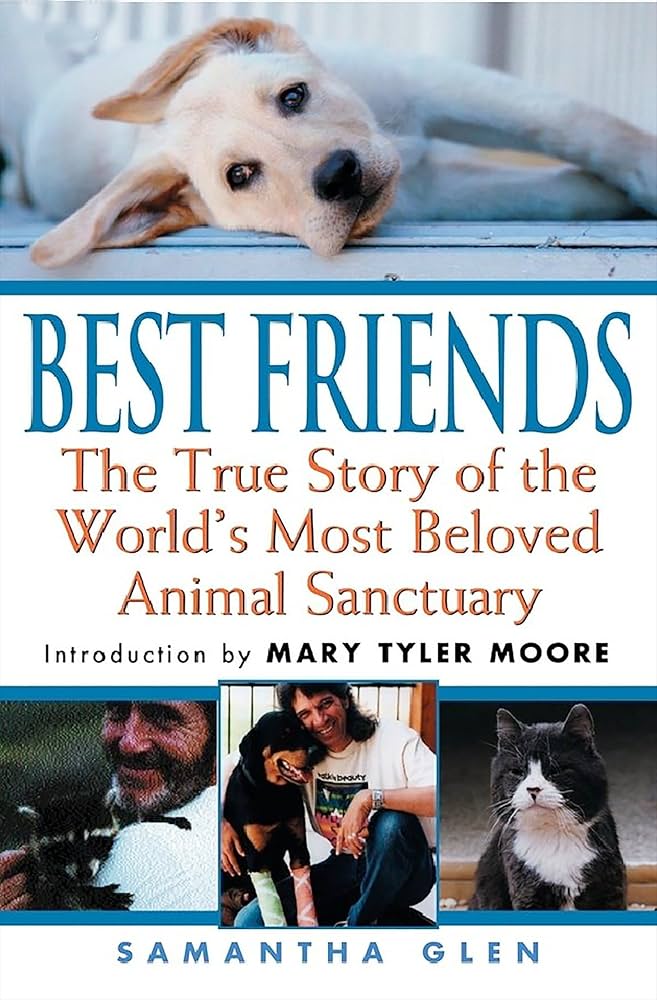 BEST FRIENDS
The True Story of the
World's Most Beloved
Animal Sanctuary
Introduction by MARY TYLER MOORE
SAMANTHA GLEN